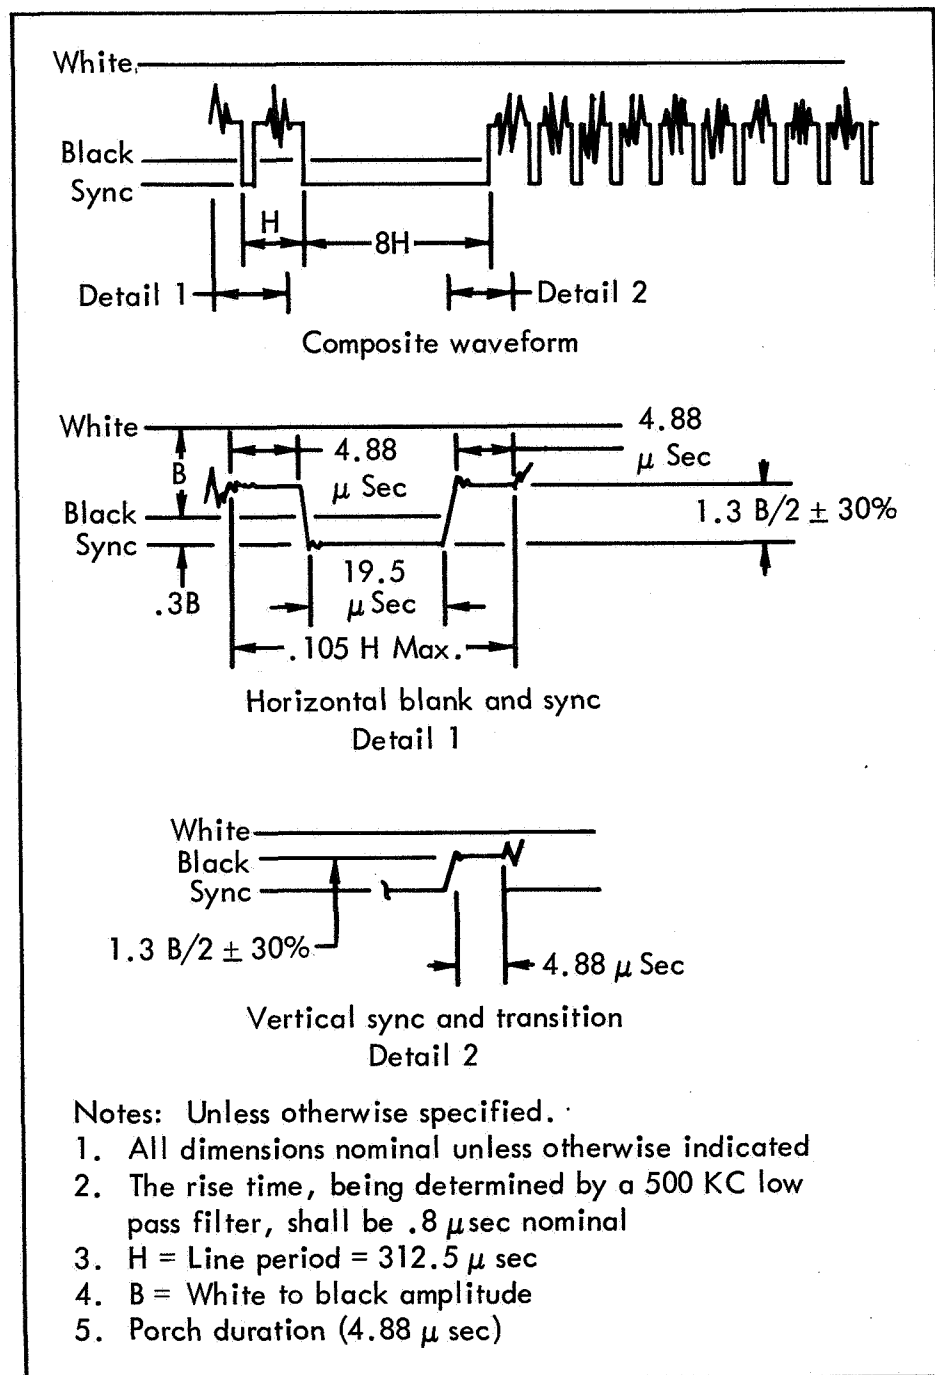 White
Black
Sync
H
8H
Detail 1
Detail 2
Composite waveform
White
4.88
μ Sec
4.88
μ Sec
B
Black
Sync
1.3 B/2 ± 30%
.3B
19.5
μ Sec
.105 H Max.
Horizontal blank and sync
Detail 1
White
Black
Sync
1.3 B/2 ± 30%
4.88 μ Sec
Vertical sync and transition
Detail 2
Notes: Unless otherwise specified.
1. All dimensions nominal unless otherwise indicated
2. The rise time, being determined by a 500 KC low
pass filter, shall be .8 μsec nominal
3. H = Line period = 312.5 μ sec
4. B = White to black amplitude
5. Porch duration (4.88 μ sec)